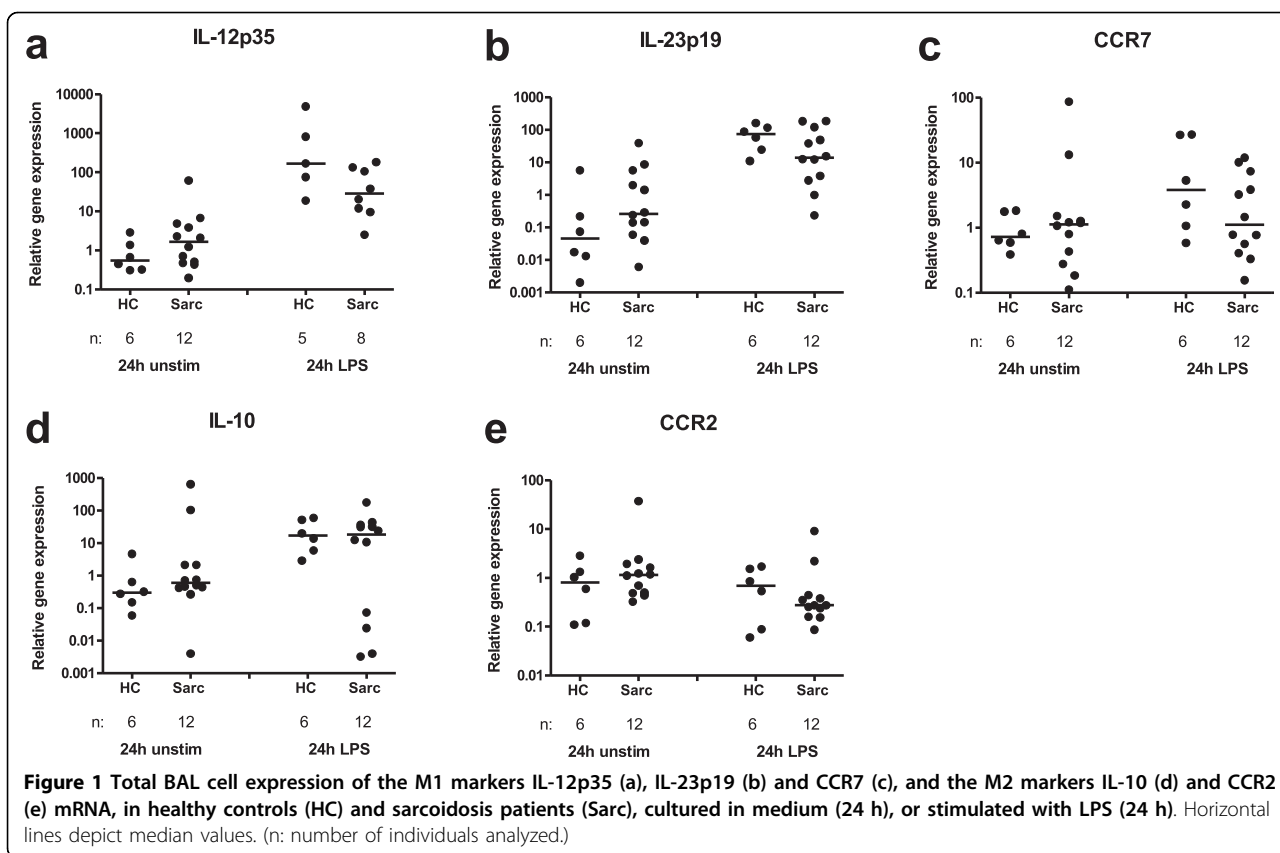 a
IL-12p35
Relative gene expression
10000
1000
100
10
1
0.1
HC Sarc HC Sarc
n: 6 12 5 8
24h unstim 24h LPS
b
IL-23p19
Relative gene expression
1000
100
10
1
0.1
0.01
0.001
HC Sarc HC Sarc
n: 6 12 6 12
24h unstim 24h LPS
c
CCR7
Relative gene expression
100
10
1
0.1
HC Sarc HC Sarc
n: 6 12 6 12
24h unstim 24h LPS
d
IL-10
Relative gene expression
1000
100
10
1
0.1
0.01
0.001
HC Sarc HC Sarc
n: 6 12 6 12
24h unstim 24h LPS
e
CCR2
Relative gene expression
100
10
1
0.1
0.01
HC Sarc HC Sarc
n: 6 12 6 12
24h unstim 24h LPS
Figure 1 Total BAL cell expression of the M1 markers IL-12p35 (a), IL-23p19 (b) and CCR7 (c), and the M2 markers IL-10 (d) and CCR2
(e) mRNA, in healthy controls (HC) and sarcoidosis patients (Sarc), cultured in medium (24 h), or stimulated with LPS (24 h). Horizontal
lines depict median values. (n: number of individuals analyzed.)